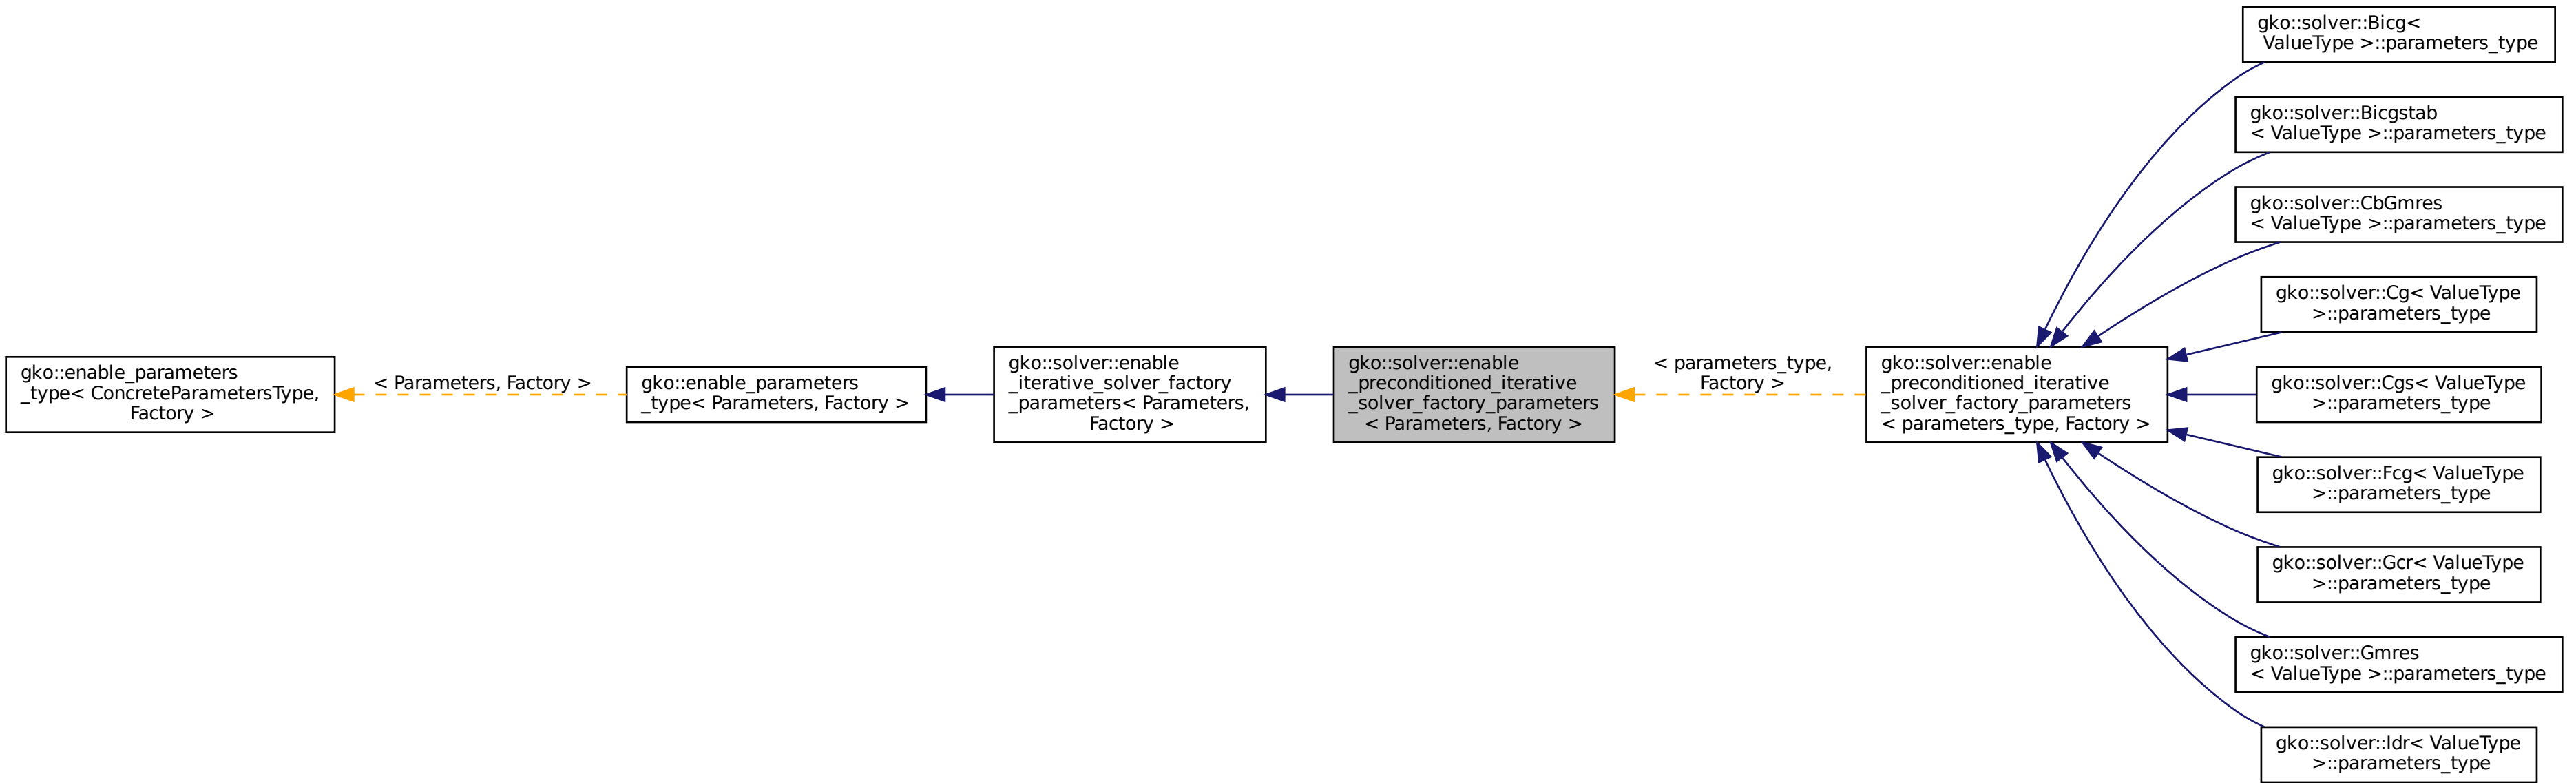 gko::enable_parameters
_type< ConcreteParametersType,
Factory >
< Parameters, Factory >
gko::enable_parameters
_type< Parameters, Factory >
gko::solver::enable
_iterative_solver_factory
_parameters< Parameters,
Factory >
gko::solver::enable
_preconditioned_iterative
_solver_factory_parameters
< Parameters, Factory >
< parameters_type,
Factory >
gko::solver::enable
_preconditioned_iterative
_solver_factory_parameters
< parameters_type, Factory >
gko::solver::Bicg<
ValueType >::parameters_type
gko::solver::Bicgstab
< ValueType >::parameters_type
gko::solver::CbGmres
< ValueType >::parameters_type
gko::solver::Cg< ValueType
>::parameters_type
gko::solver::Cgs< ValueType
>::parameters_type
gko::solver::Fcg< ValueType
>::parameters_type
gko::solver::Gcr< ValueType
>::parameters_type
gko::solver::Gmres
< ValueType >::parameters_type
gko::solver::Idr< ValueType
>::parameters_type